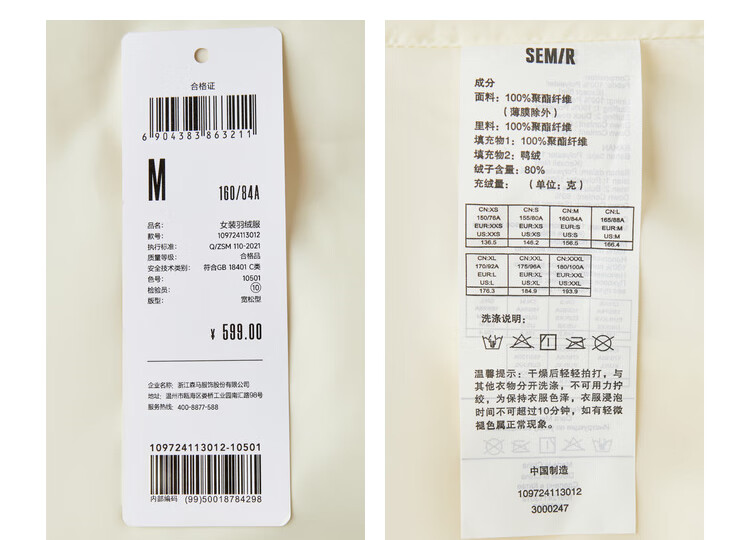 合格证
6 904383 863211
M
160/84A
品名: 女装羽绒服
款号: 109724113012
执行标准: Q/ZSM 110-2021
质量等级: 合格品
安全技术类别: 符合GB 18401 C类
色号: 10501
检验员: ⑩
版型: 宽松型
¥ 599.00
企业名称: 浙江森马服饰股份有限公司
地址: 温州市瓯海区娄桥工业园南汇路98号
服务热线: 400-8877-588
109724113012-10501
内部编码 (99)50018784298
SEM/R
成分
面料: 100%聚酯纤维
(薄膜除外)
里料: 100%聚酯纤维
填充物1: 100%聚酯纤维
填充物2: 鸭绒
绒子含量: 80%
充绒量: (单位: 克)
CN:XS CN:S CN:M CN:L
150/76A 155/80A 160/84A 165/88A
EUR:XXS EUR:XS EUR:S EUR:M
US:XXS US:XS US:S US:M
136.5 146.2 156.5 166.4
CN:XL CN:XXL CN:XXXL
170/92A 175/96A 180/100A
EUR:L EUR:XL EUR:XXL
US:L US:XL US:XXL
176.3 184.9 193.9
洗涤说明:
温馨提示: 干燥后轻轻拍打, 与
其他衣物分开洗涤, 不可用力拧
绞, 为保持衣服色泽, 衣服浸泡
时间不可超过10分钟, 如有轻微
褪色属正常现象。
中国制造
109724113012
3000247